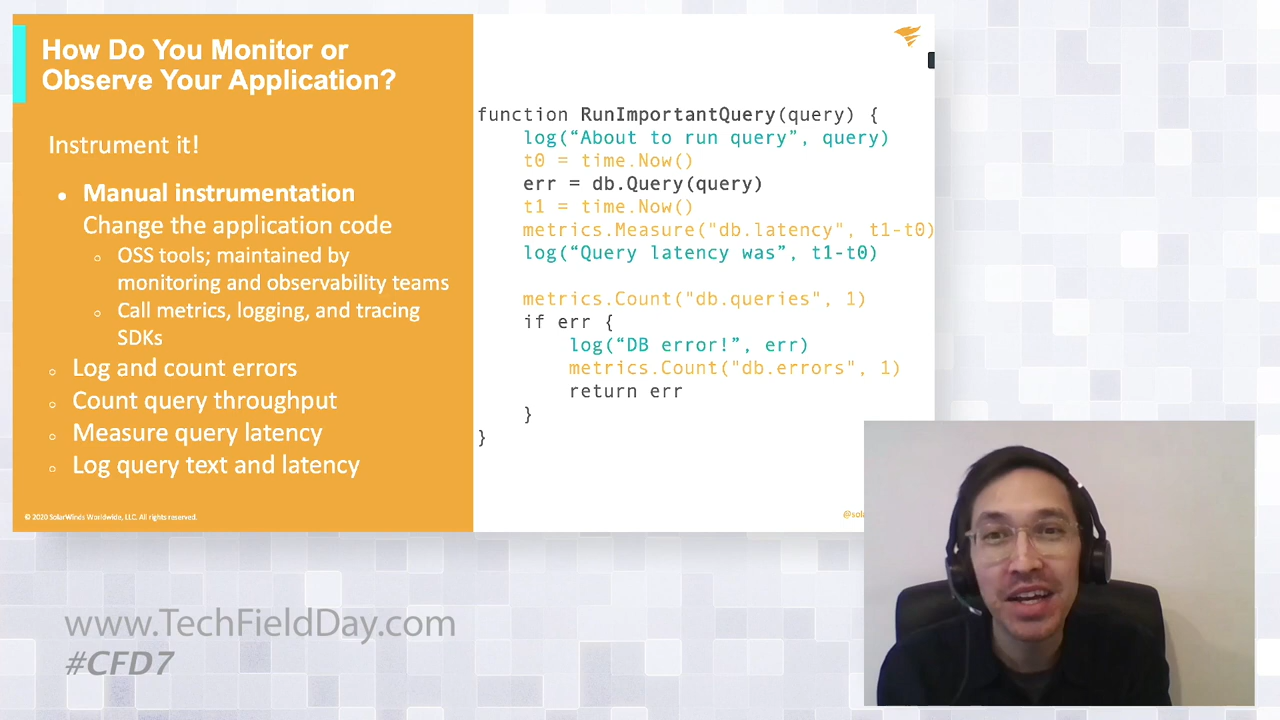 How Do You Monitor or
Observe Your Application?
Instrument it!
• Manual instrumentation
Change the application code
○ OSS tools; maintained by
monitoring and observability teams
○ Call metrics, logging, and tracing
SDKs
○ Log and count errors
○ Count query throughput
○ Measure query latency
○ Log query text and latency
© 2020 SolarWinds Worldwide, LLC. All rights reserved.
function RunImportantQuery(query) {
log(“About to run query”, query)
t0 = time.Now()
err = db.Query(query)
t1 = time.Now()
metrics.Measure("db.latency", t1-t0)
log(“Query latency was”, t1-t0)
metrics.Count("db.queries", 1)
if err {
log(“DB error!”, err)
metrics.Count("db.errors", 1)
return err
}
}
www.TechFieldDay.com
#CFD7